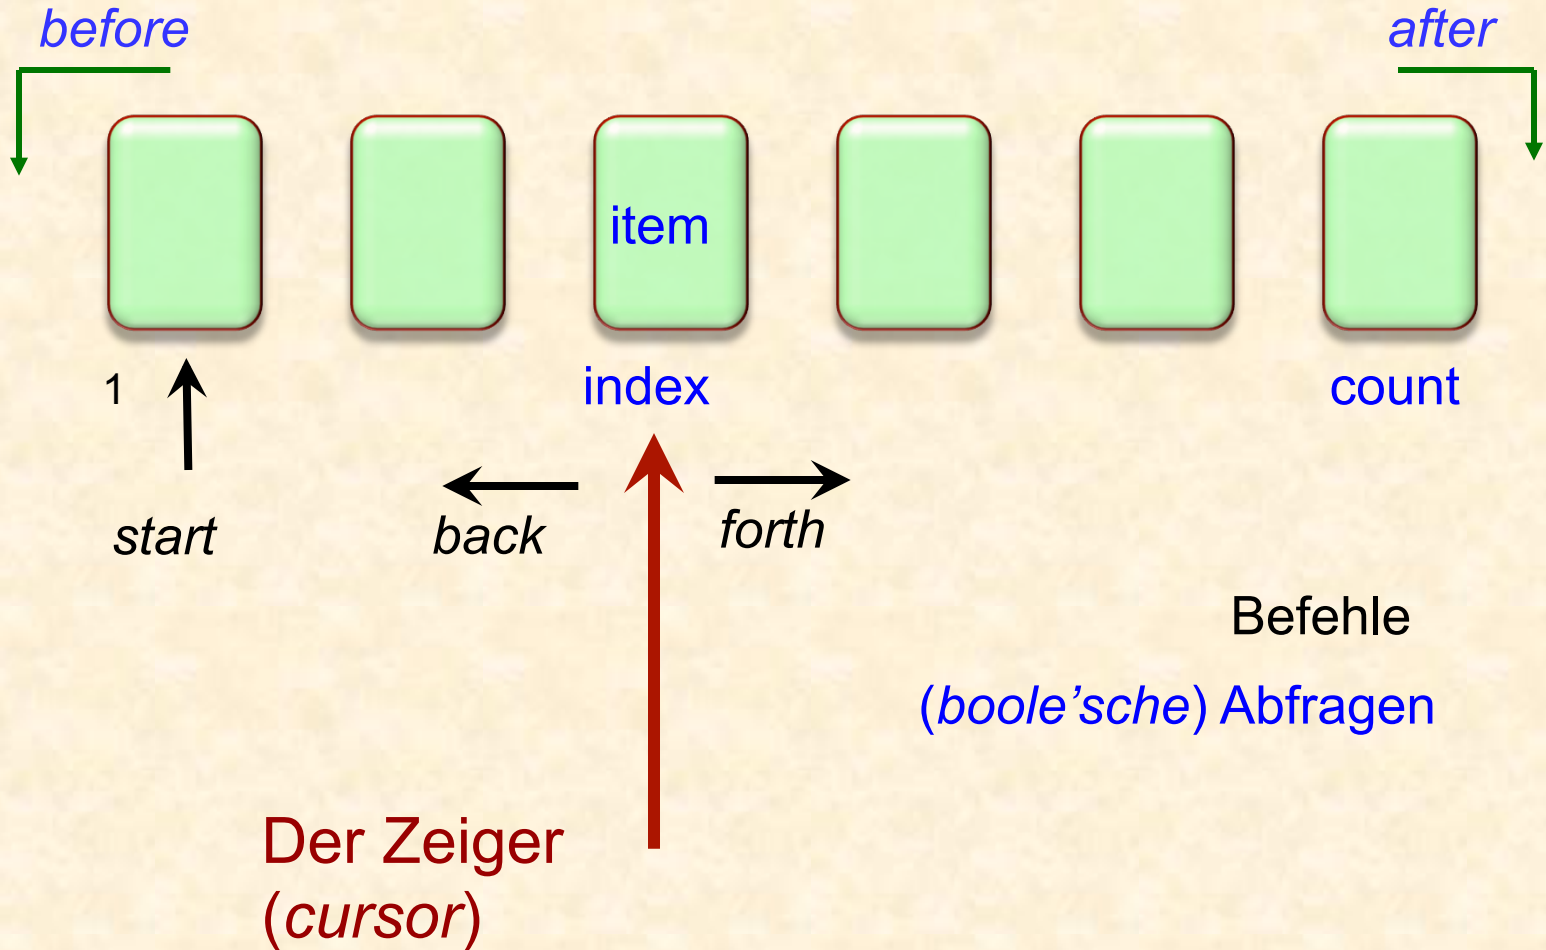 before
after
item
1
index
count
start
back
forth
Befehle
(boole’sche) Abfragen
Der Zeiger
(cursor)